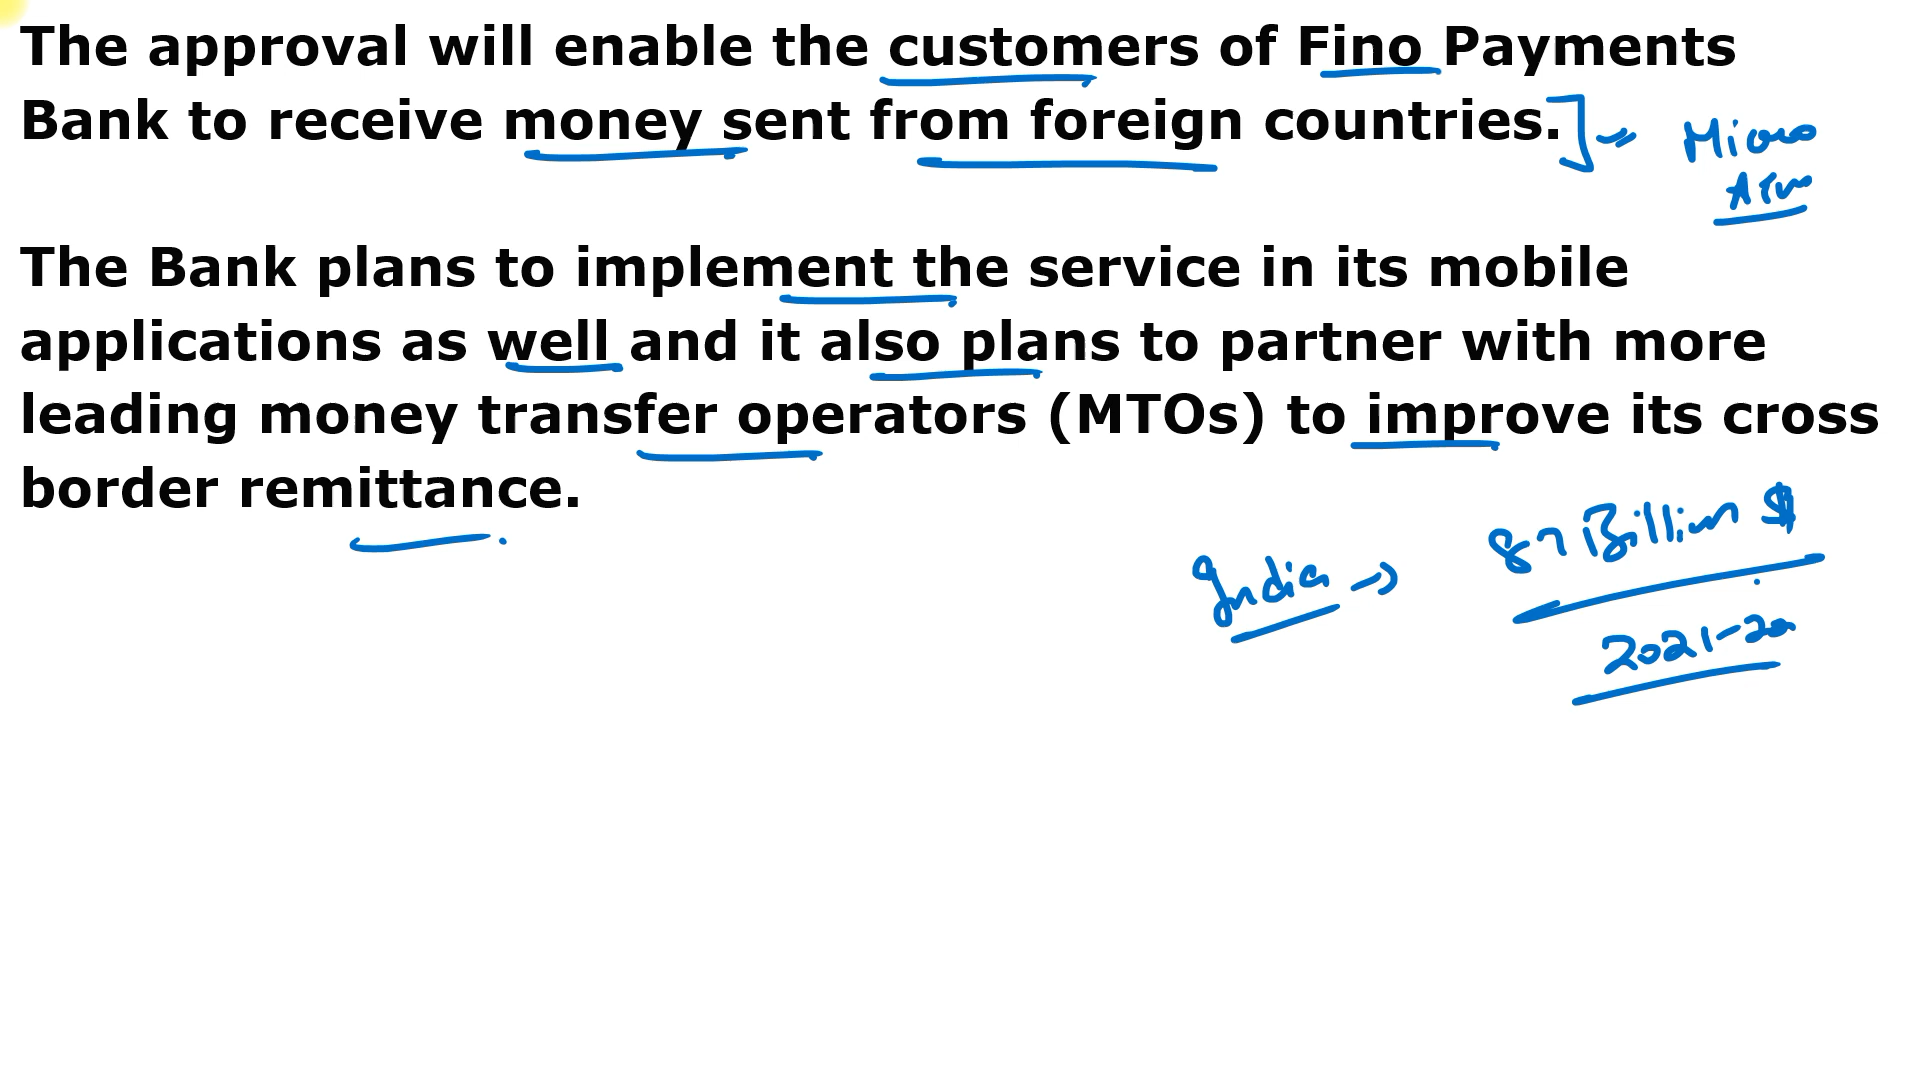 The approval will enable the customers of Fino Payments
Bank to receive money sent from foreign countries.
Micro
ATM
The Bank plans to implement the service in its mobile
applications as well and it also plans to partner with more
leading money transfer operators (MTOs) to improve its cross
border remittance.
India → 87 Billion $
2021-20